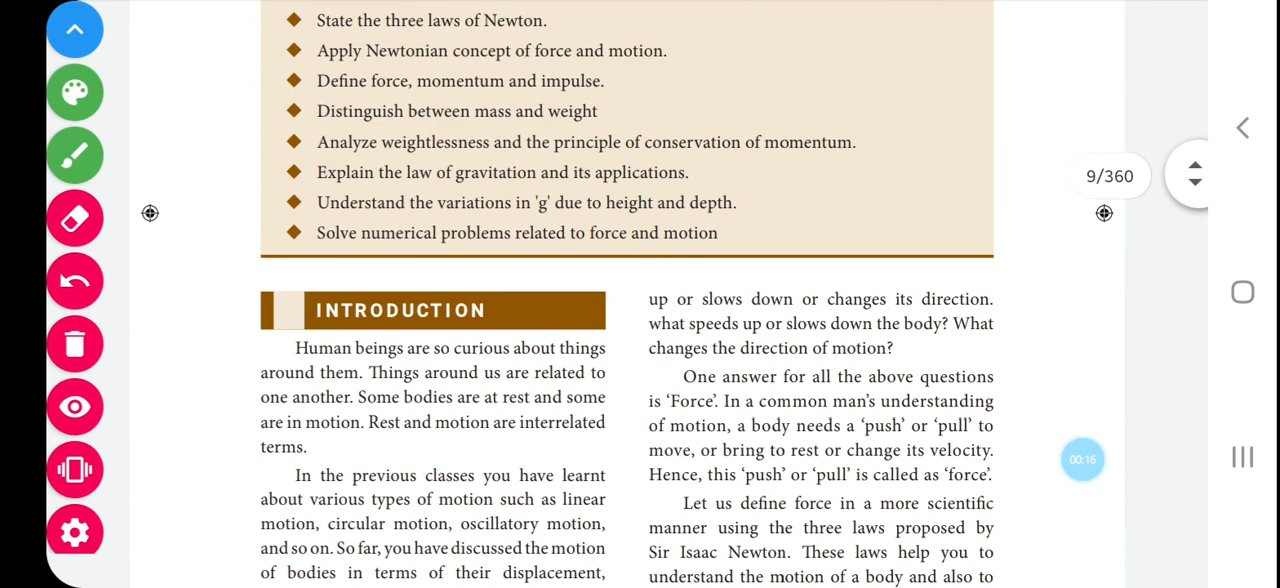 State the three laws of Newton.
Apply Newtonian concept of force and motion.
Define force, momentum and impulse.
Distinguish between mass and weight
Analyze weightlessness and the principle of conservation of momentum.
Explain the law of gravitation and its applications.
Understand the variations in 'g' due to height and depth.
Solve numerical problems related to force and motion
9/360
INTRODUCTION
Human beings are so curious about things
around them. Things around us are related to
one another. Some bodies are at rest and some
are in motion. Rest and motion are interrelated
terms.
In the previous classes you have learnt
about various types of motion such as linear
motion, circular motion, oscillatory motion,
and so on. So far, you have discussed the motion
of bodies in terms of their displacement,
up or slows down or changes its direction.
what speeds up or slows down the body? What
changes the direction of motion?
One answer for all the above questions
is ‘Force’. In a common man’s understanding
of motion, a body needs a ‘push’ or ‘pull’ to
move, or bring to rest or change its velocity.
Hence, this ‘push’ or ‘pull’ is called as ‘force’.
Let us define force in a more scientific
manner using the three laws proposed by
Sir Isaac Newton. These laws help you to
understand the motion of a body and also to
00:16